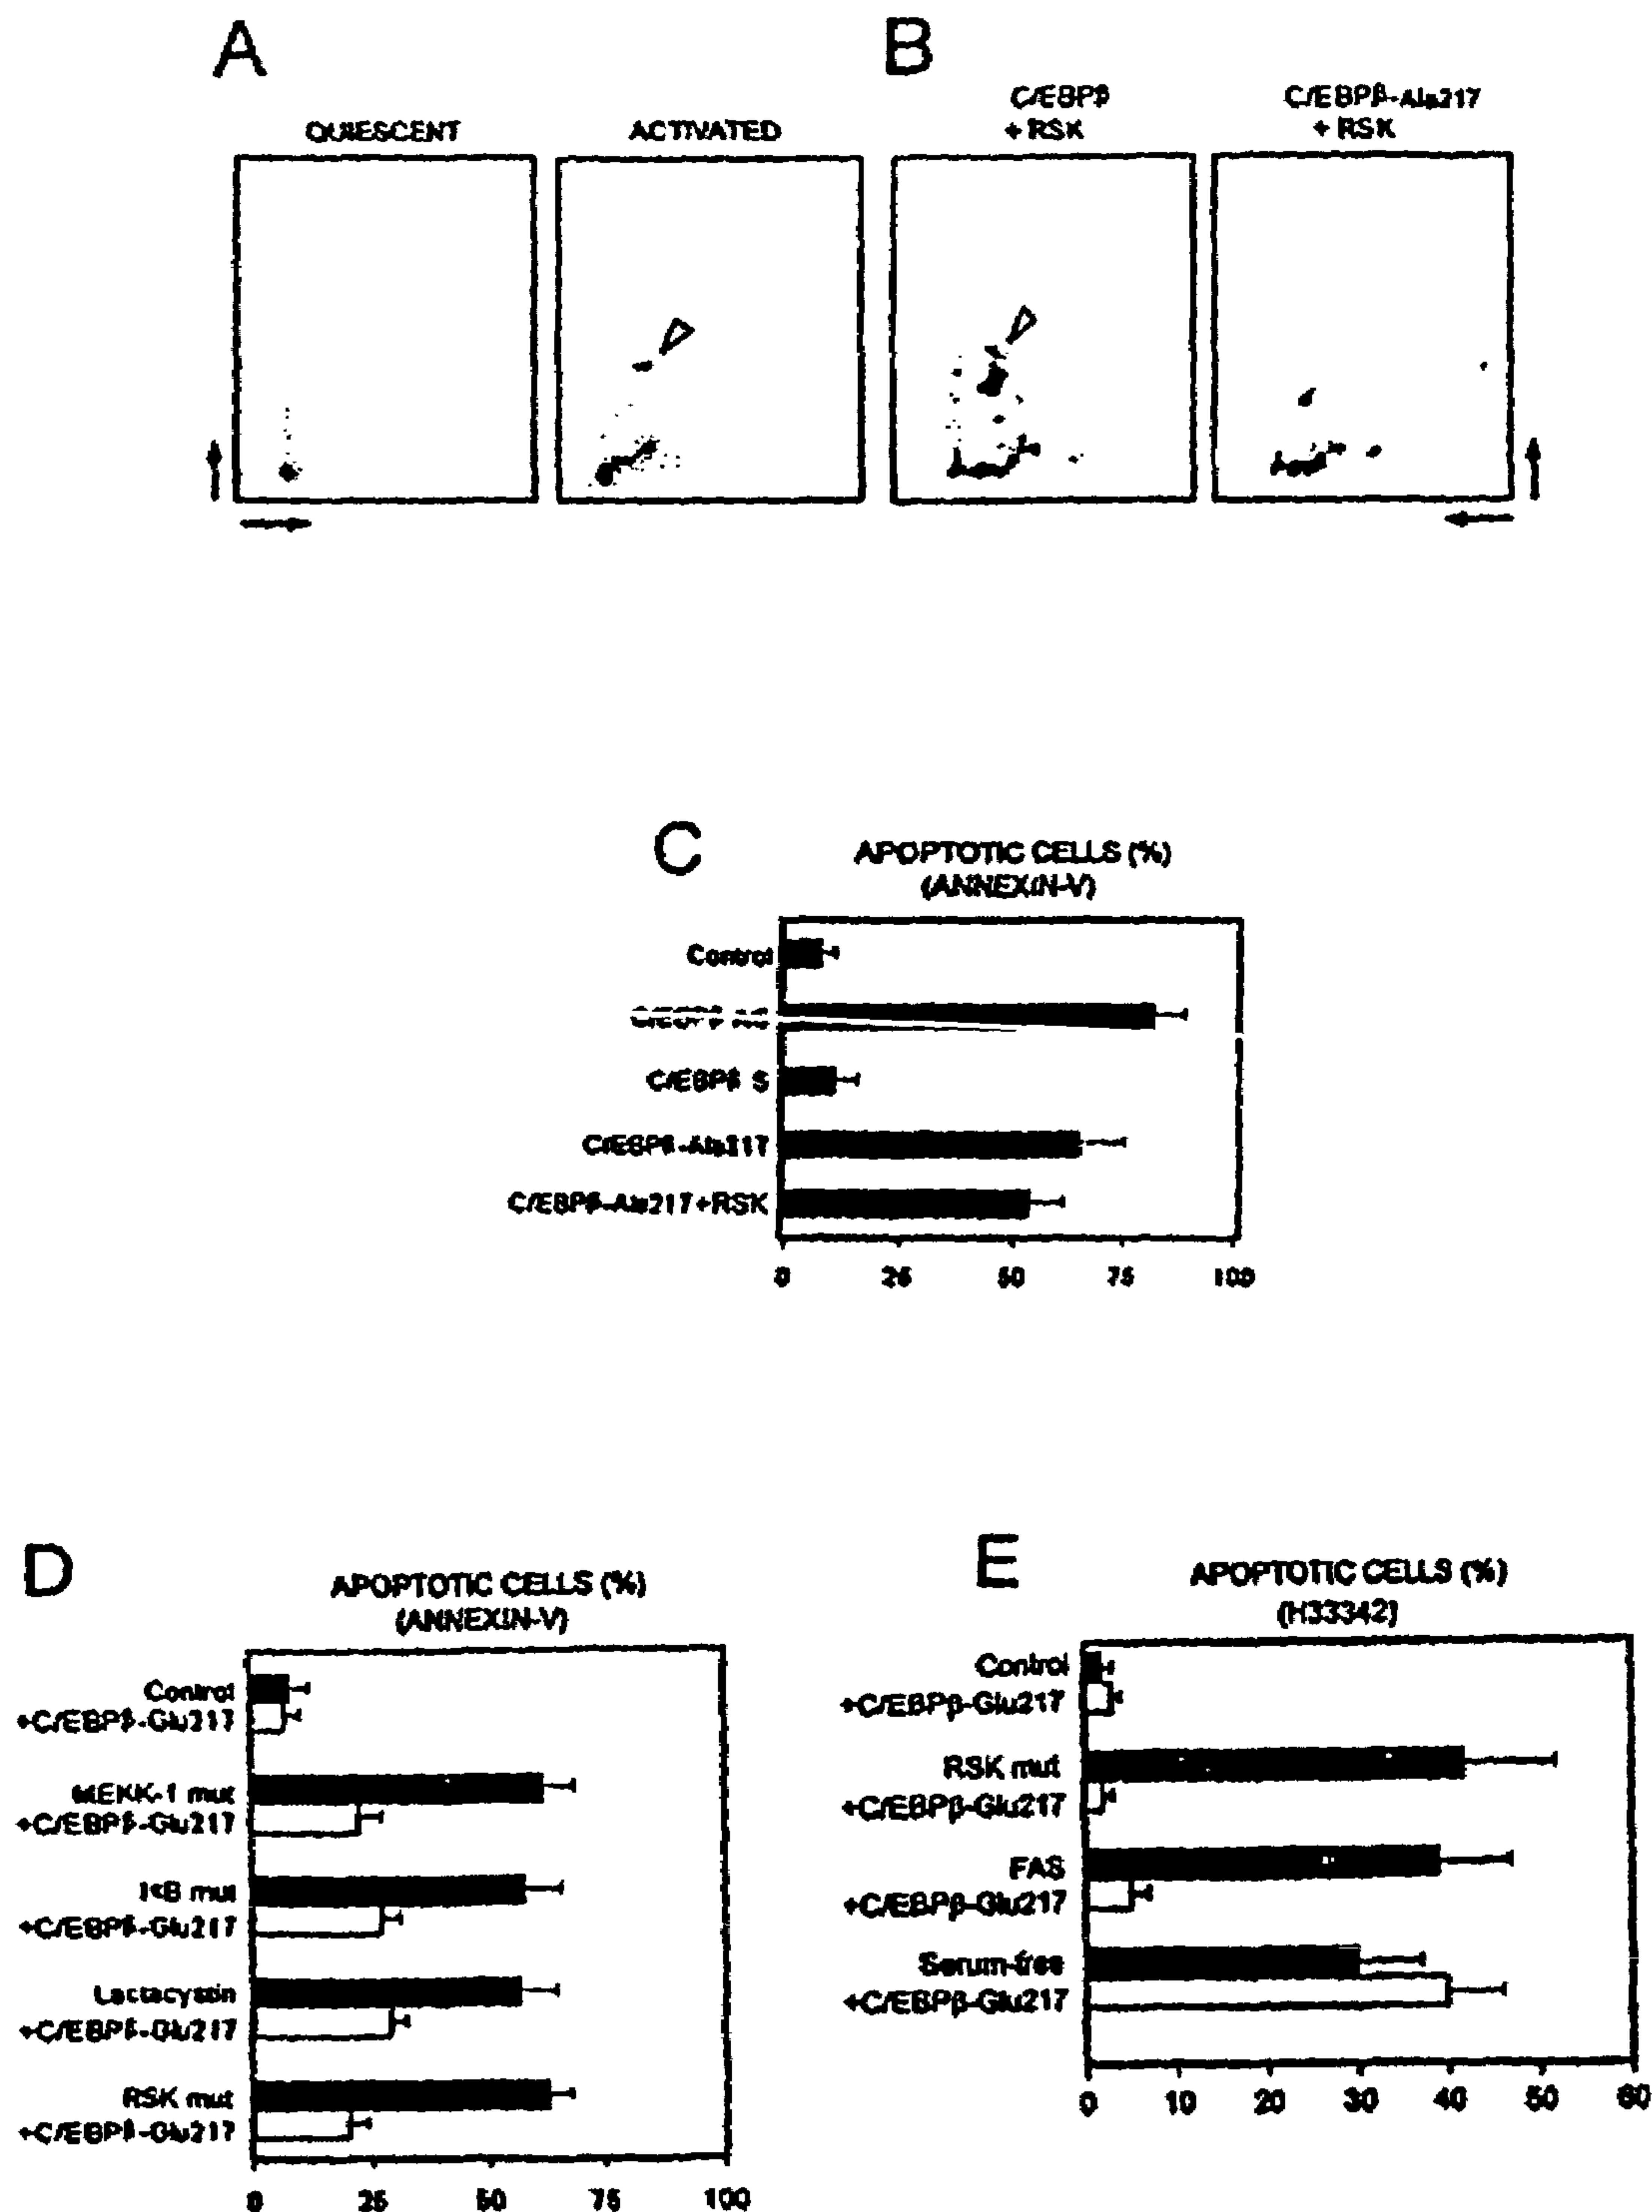 A
B
QUIESCENT
ACTIVATED
C/EBPβ
+ RSK
C/EBPβ-Ala217
+ RSK
C
APOPTOTIC CELLS (%)
(ANNEXIN-V)
Control
C/EBPβ S
C/EBPβ-Ala217
C/EBPβ-Ala217+RSK
0 25 50 75 100
D
APOPTOTIC CELLS (%)
(ANNEXIN-V)
Control
+C/EBPβ-Glu217
MEKK-1 mut
+C/EBPβ-Glu217
IκB mut
+C/EBPβ-Glu217
Lactacystin
+C/EBPβ-Glu217
RSK mut
+C/EBPβ-Glu217
0 25 50 75 100
E
APOPTOTIC CELLS (%)
(H33342)
Control
+C/EBPβ-Glu217
RSK mut
+C/EBPβ-Glu217
FAS
+C/EBPβ-Glu217
Serum-free
+C/EBPβ-Glu217
0 10 20 30 40 50 60